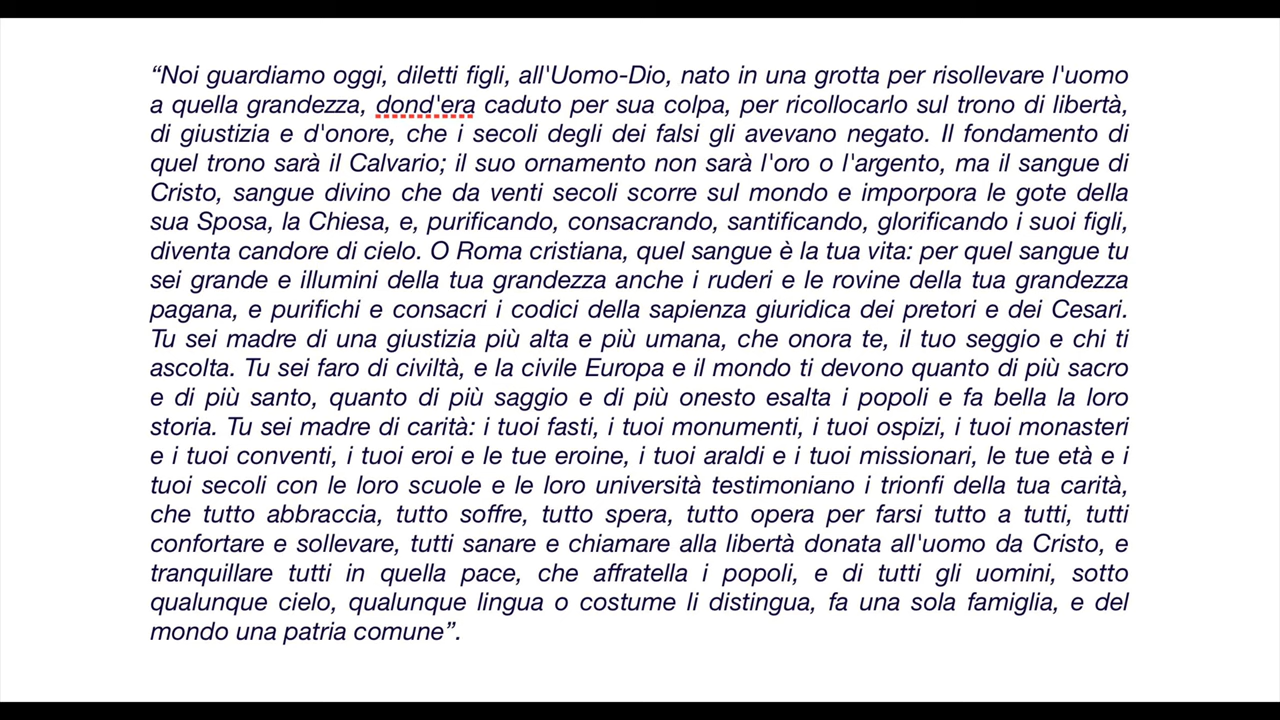 “Noi guardiamo oggi, diletti figli, all'Uomo-Dio, nato in una grotta per risollevare l'uomo
a quella grandezza, dond'era caduto per sua colpa, per ricollocarlo sul trono di libertà,
di giustizia e d'onore, che i secoli degli dei falsi gli avevano negato. Il fondamento di
quel trono sarà il Calvario; il suo ornamento non sarà l'oro o l'argento, ma il sangue di
Cristo, sangue divino che da venti secoli scorre sul mondo e imporpora le gote della
sua Sposa, la Chiesa, e, purificando, consacrando, santificando, glorificando i suoi figli,
diventa candore di cielo. O Roma cristiana, quel sangue è la tua vita: per quel sangue tu
sei grande e illumini della tua grandezza anche i ruderi e le rovine della tua grandezza
pagana, e purifichi e consacri i codici della sapienza giuridica dei pretori e dei Cesari.
Tu sei madre di una giustizia più alta e più umana, che onora te, il tuo seggio e chi ti
ascolta. Tu sei faro di civiltà, e la civile Europa e il mondo ti devono quanto di più sacro
e di più santo, quanto di più saggio e di più onesto esalta i popoli e fa bella la loro
storia. Tu sei madre di carità: i tuoi fasti, i tuoi monumenti, i tuoi ospizi, i tuoi monasteri
e i tuoi conventi, i tuoi eroi e le tue eroine, i tuoi araldi e i tuoi missionari, le tue età e i
tuoi secoli con le loro scuole e le loro università testimoniano i trionfi della tua carità,
che tutto abbraccia, tutto soffre, tutto spera, tutto opera per farsi tutto a tutti, tutti
confortare e sollevare, tutti sanare e chiamare alla libertà donata all'uomo da Cristo, e
tranquillare tutti in quella pace, che affratella i popoli, e di tutti gli uomini, sotto
qualunque cielo, qualunque lingua o costume li distingua, fa una sola famiglia, e del
mondo una patria comune”.